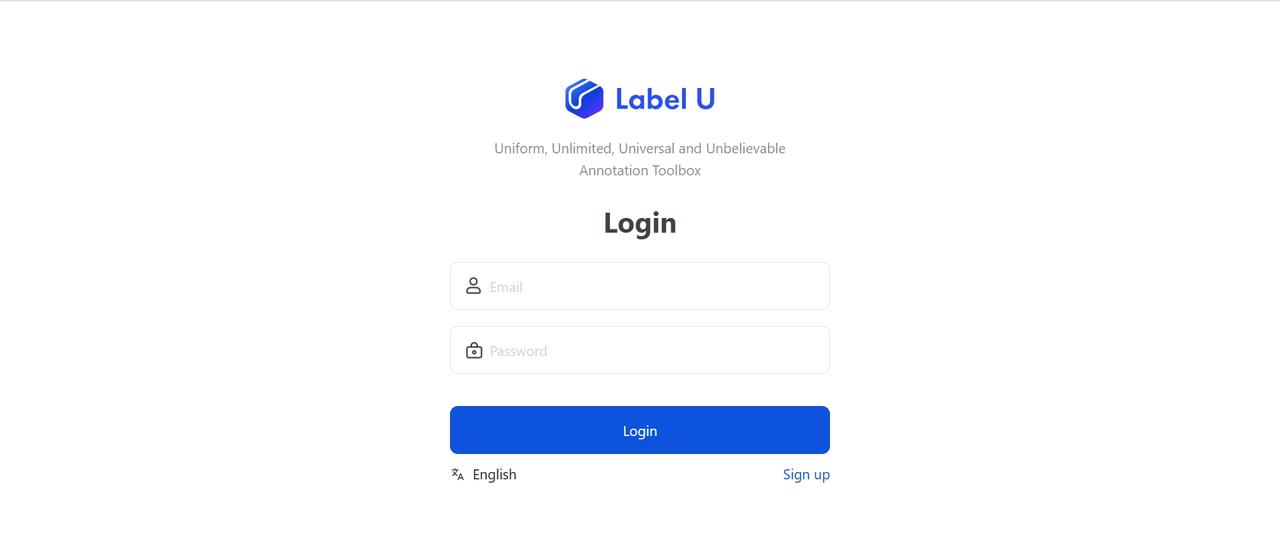 Label U
Uniform, Unlimited, Universal and Unbelievable
Annotation Toolbox
Login
Email
Password
Login
English
Sign up